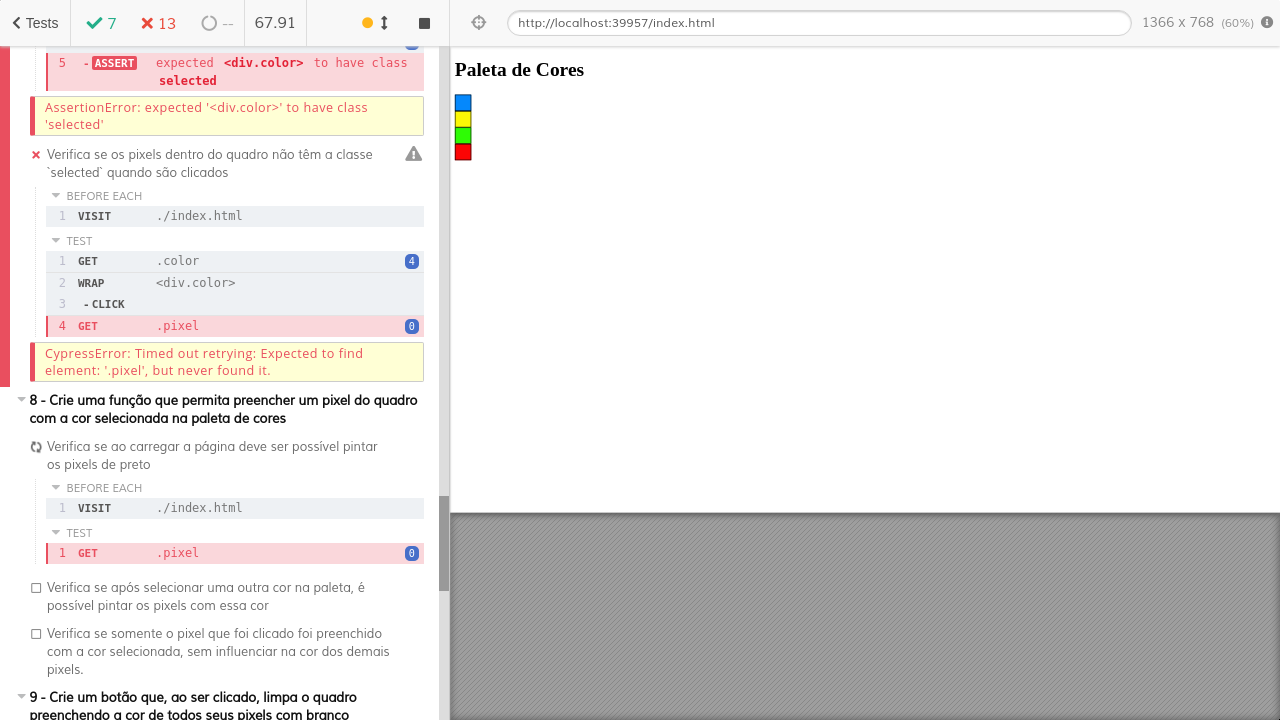 Tests
7
13
--
67.91
http://localhost:39957/index.html
1366 x 768 (60%)
5 -ASSERT expected <div.color> to have class
selected
AssertionError: expected '<div.color>' to have class
'selected'
Verifica se os pixels dentro do quadro não têm a classe
`selected` quando são clicados
BEFORE EACH
1 VISIT ./index.html
TEST
1 GET .color 4
2 WRAP <div.color>
3 -CLICK
4 GET .pixel 0
CypressError: Timed out retrying: Expected to find
element: '.pixel', but never found it.
8 - Crie uma função que permita preencher um pixel do quadro
com a cor selecionada na paleta de cores
Verifica se ao carregar a página deve ser possível pintar
os pixels de preto
BEFORE EACH
1 VISIT ./index.html
TEST
1 GET .pixel 0
Verifica se após selecionar uma outra cor na paleta, é
possível pintar os pixels com essa cor
Verifica se somente o pixel que foi clicado foi preenchido
com a cor selecionada, sem influenciar na cor dos demais
pixels.
9 - Crie um botão que, ao ser clicado, limpa o quadro
preenchendo a cor de todos seus pixels com branco
Paleta de Cores